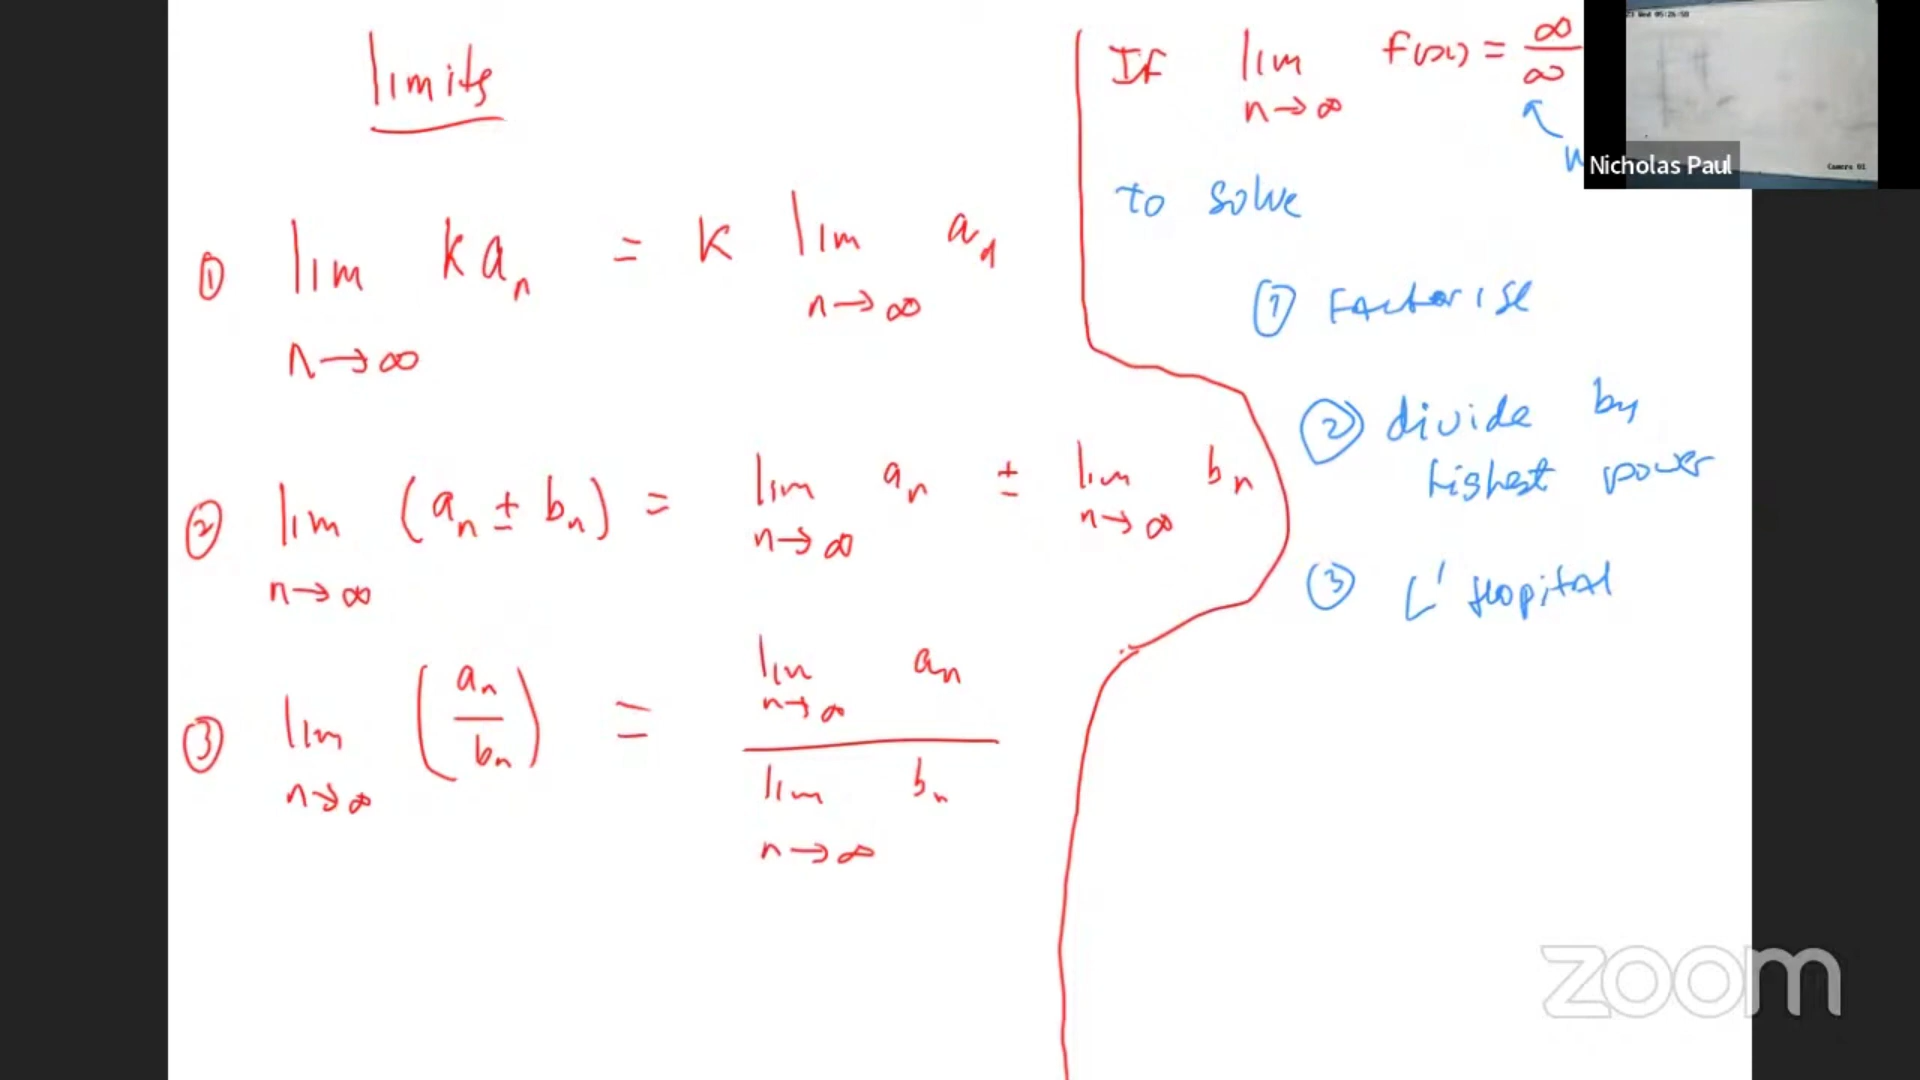 limits
① lim n→∞ k aₙ = k lim n→∞ aₙ
② lim n→∞ (aₙ ± bₙ) = lim n→∞ aₙ ± lim n→∞ bₙ
③ lim n→∞ (aₙ/bₙ) = lim n→∞ aₙ / lim n→∞ bₙ
If lim n→∞ f(x) = ∞/∞
to solve
① Factorise
② divide by
highest power
③ L' Hopital
Nicholas Paul
Camera 01
zoom